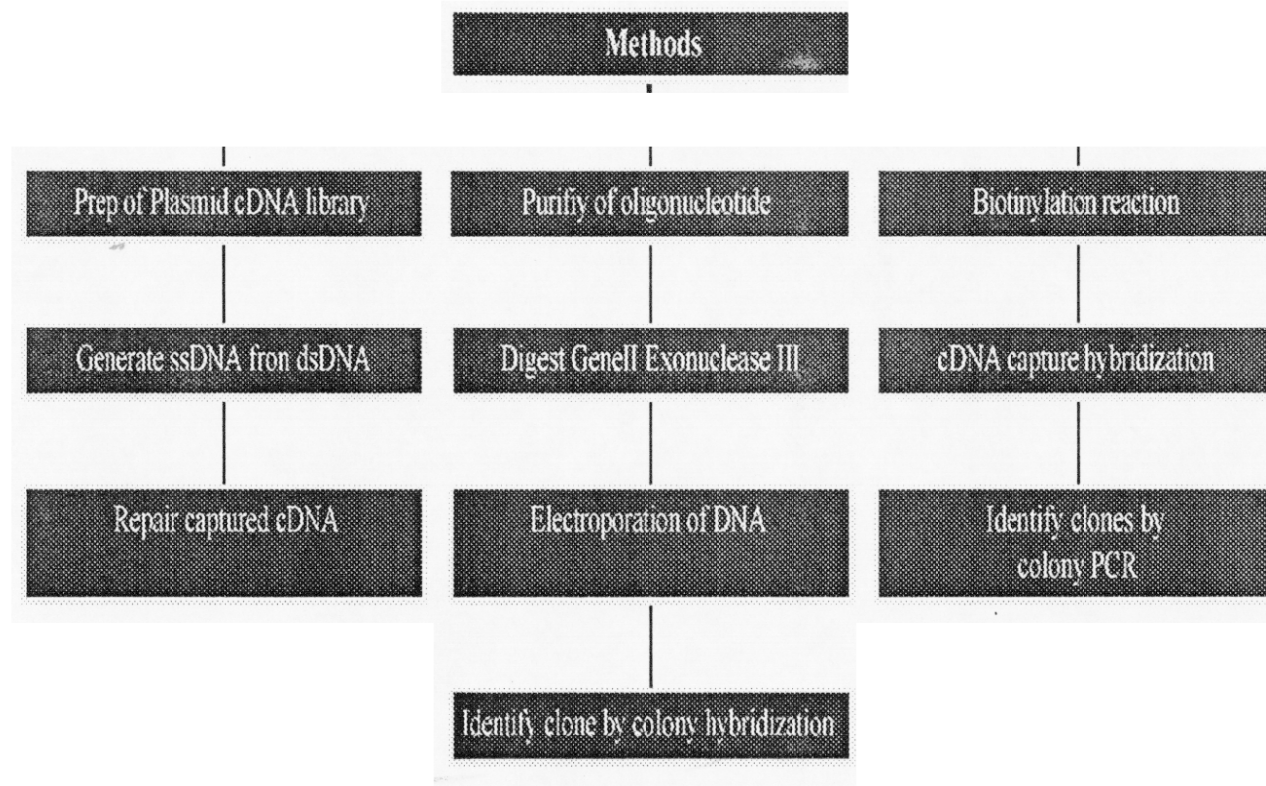 Methods
Prep of Plasmid cDNA library
Purifiy of oligonucleotide
Biotinylation reaction
Generate ssDNA fron dsDNA
Digest GeneII Exonuclease III
cDNA capture hybridization
Repair captured cDNA
Electroporation of DNA
Identify clones by
colony PCR
Identify clone by colony hybridization